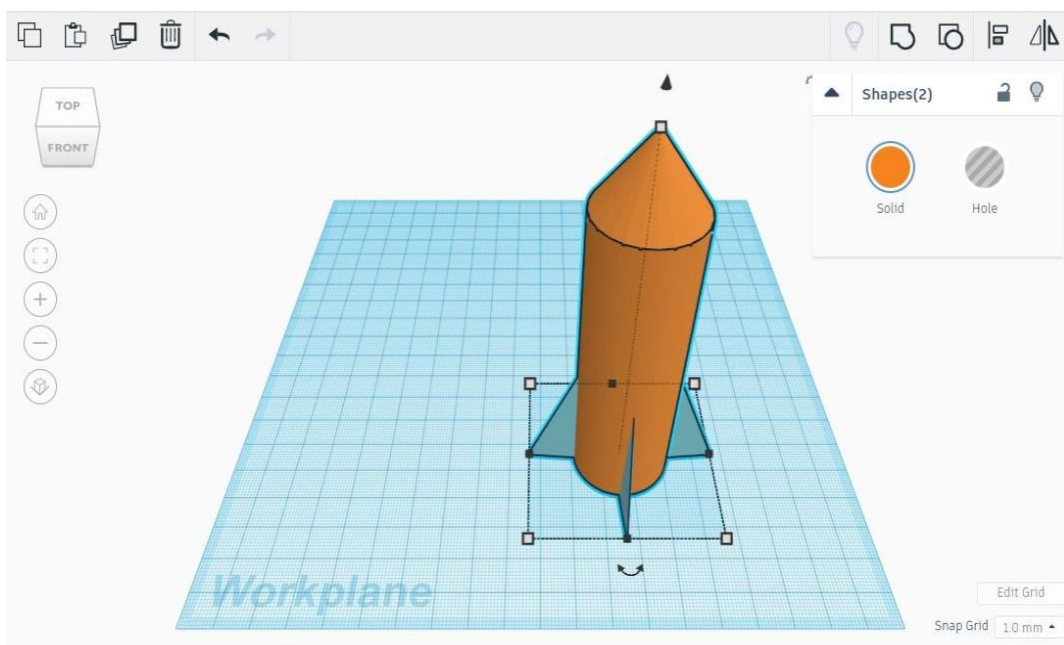 TOP
FRONT
Shapes(2)
Solid
Hole
Workplane
Edit Grid
Snap Grid 1.0 mm